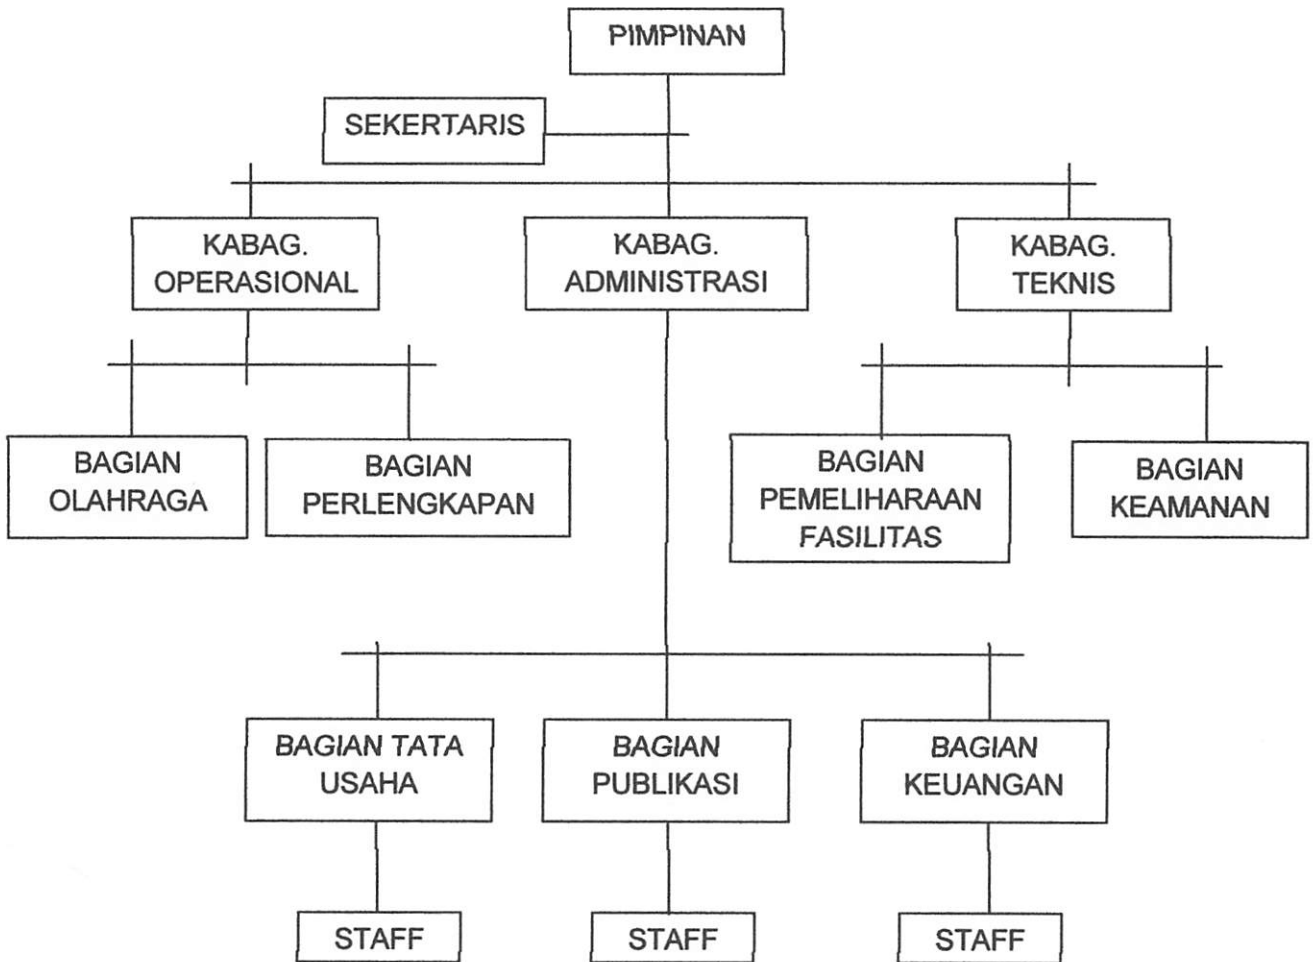 PIMPINAN
SEKERTARIS
KABAG.
OPERASIONAL
KABAG.
ADMINISTRASI
KABAG.
TEKNIS
BAGIAN
OLAHRAGA
BAGIAN
PERLENGKAPAN
BAGIAN
PEMELIHARAAN
FASILITAS
BAGIAN
KEAMANAN
BAGIAN TATA
USAHA
BAGIAN
PUBLIKASI
BAGIAN
KEUANGAN
STAFF
STAFF
STAFF